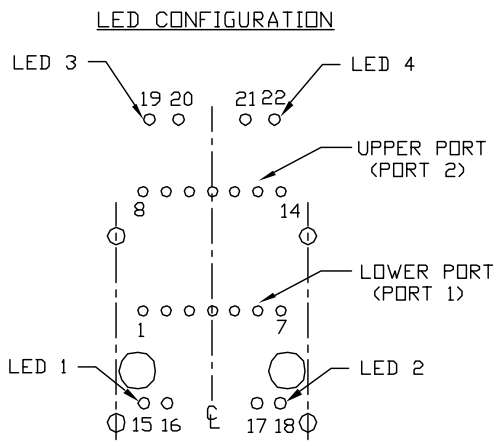 LED CONFIGURATION
LED 3
LED 4
19 20 21 22
UPPER PORT
(PORT 2)
8 14
LOWER PORT
(PORT 1)
1 7
LED 1
LED 2
15 16 17 18
℄